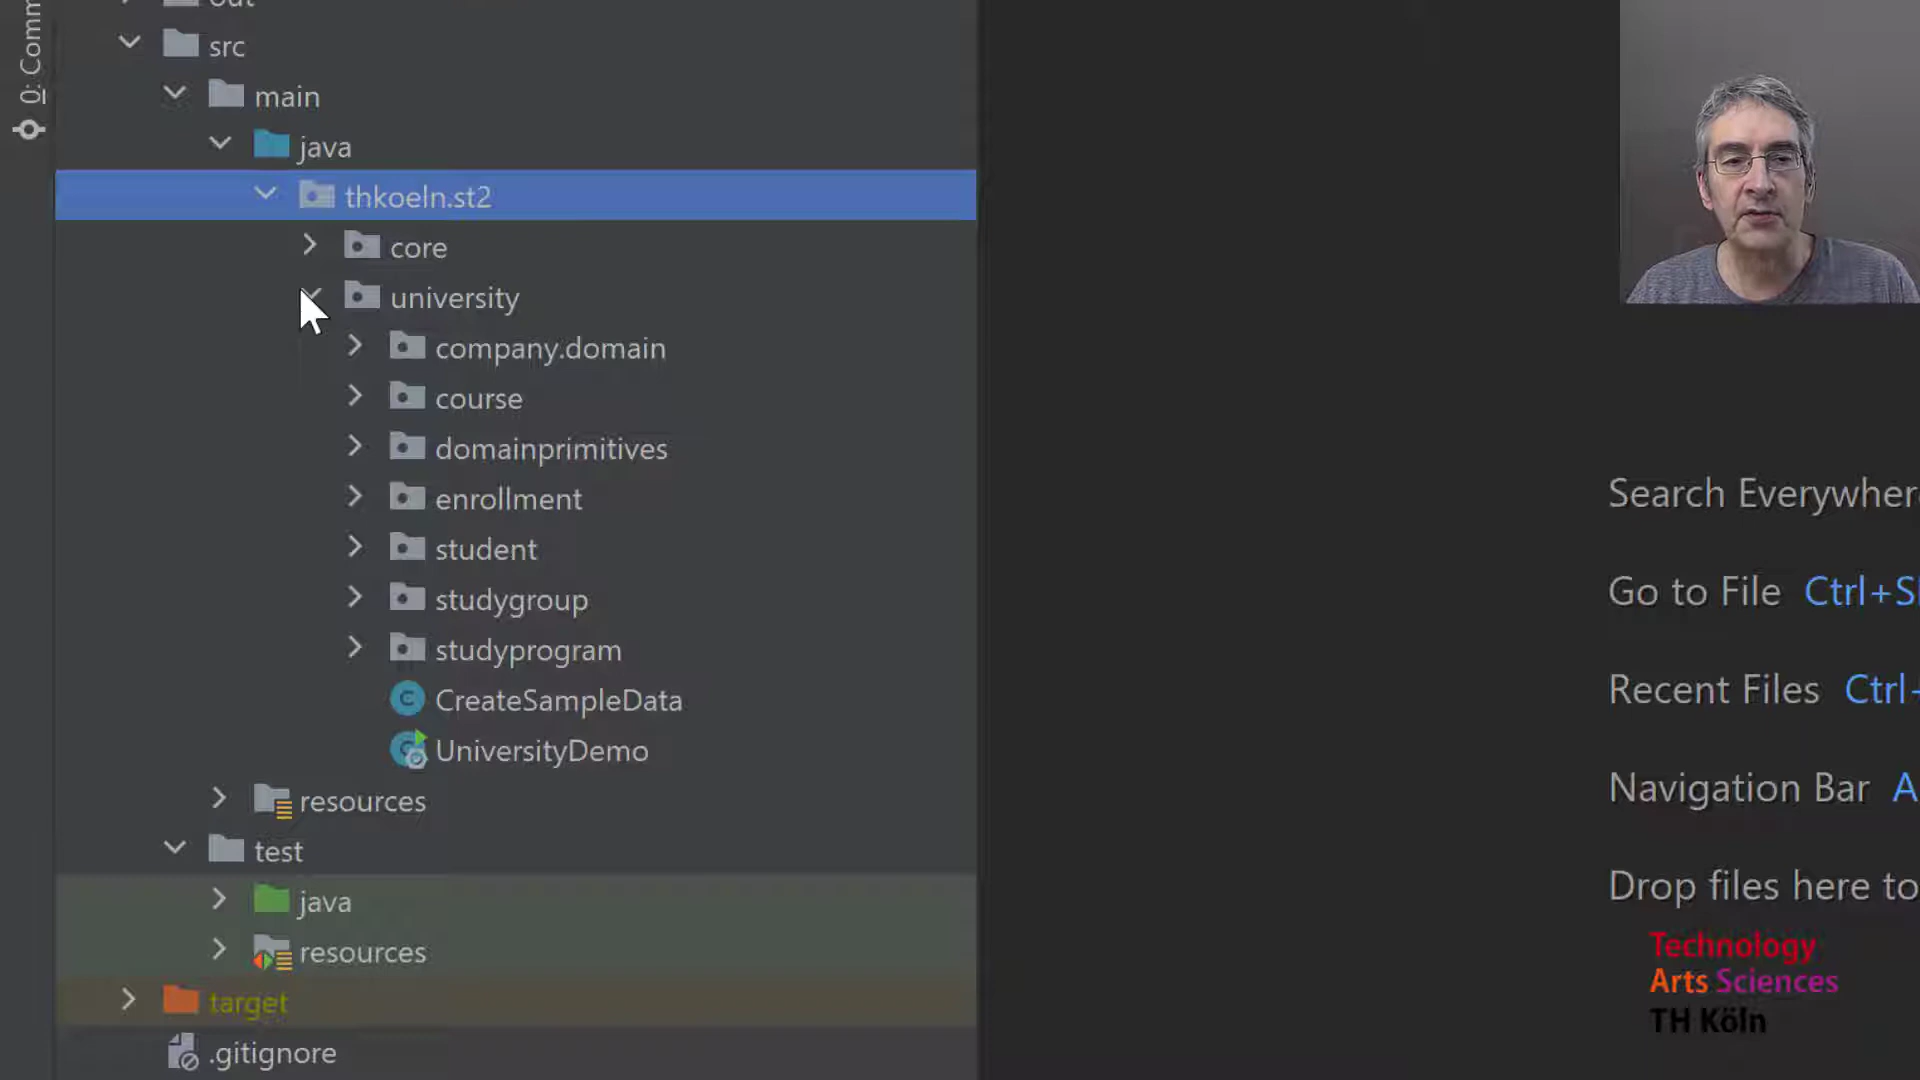 out
src
0: Comm
main
java
thkoeln.st2
core
university
company.domain
course
domainprimitives
enrollment
student
studygroup
studyprogram
CreateSampleData
UniversityDemo
resources
test
java
resources
target
.gitignore
Search Everywhere
Go to File Ctrl+S
Recent Files Ctrl+
Navigation Bar A
Drop files here to
Technology
Arts Sciences
TH Köln